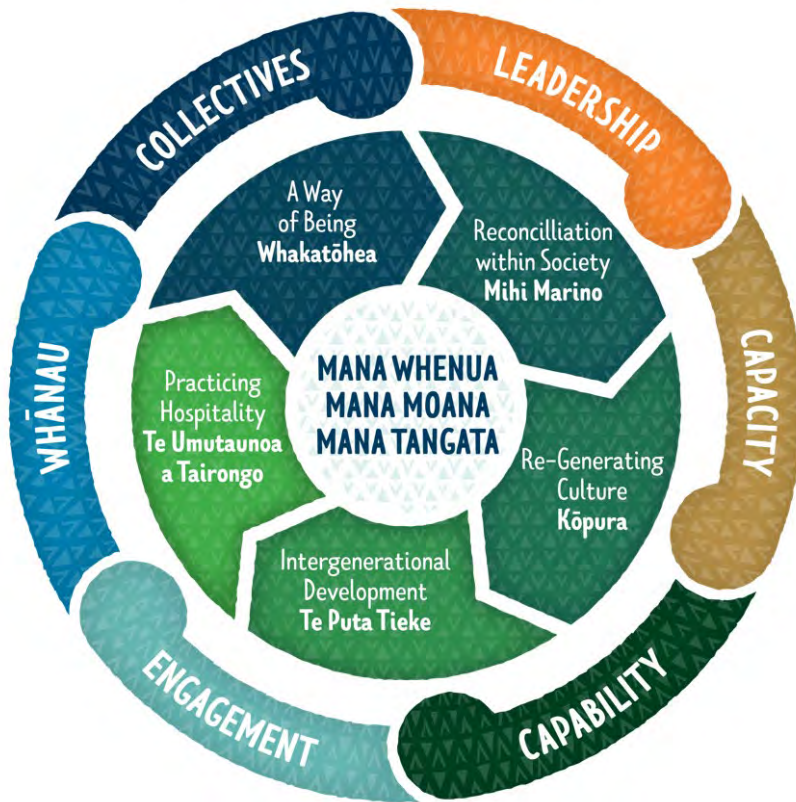 COLLECTIVES
LEADERSHIP
CAPACITY
CAPABILITY
ENGAGEMENT
WHĀNAU
A Way
of Being
Whakatōhea
Reconcilliation
within Society
Mihi Marino
Re-Generating
Culture
Kōpura
Intergenerational
Development
Te Puta Tieke
Practicing
Hospitality
Te Umutaunoa
a Tairongo
MANA WHENUA
MANA MOANA
MANA TANGATA